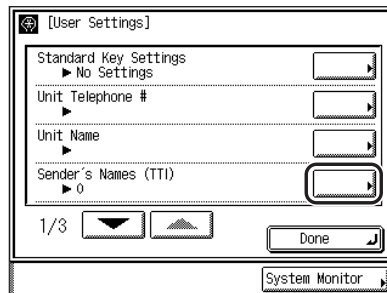 [User Settings]
Standard Key Settings
► No Settings
Unit Telephone #
►
Unit Name
►
Sender's Names (TTI)
► 0
1/3
Done
System Monitor